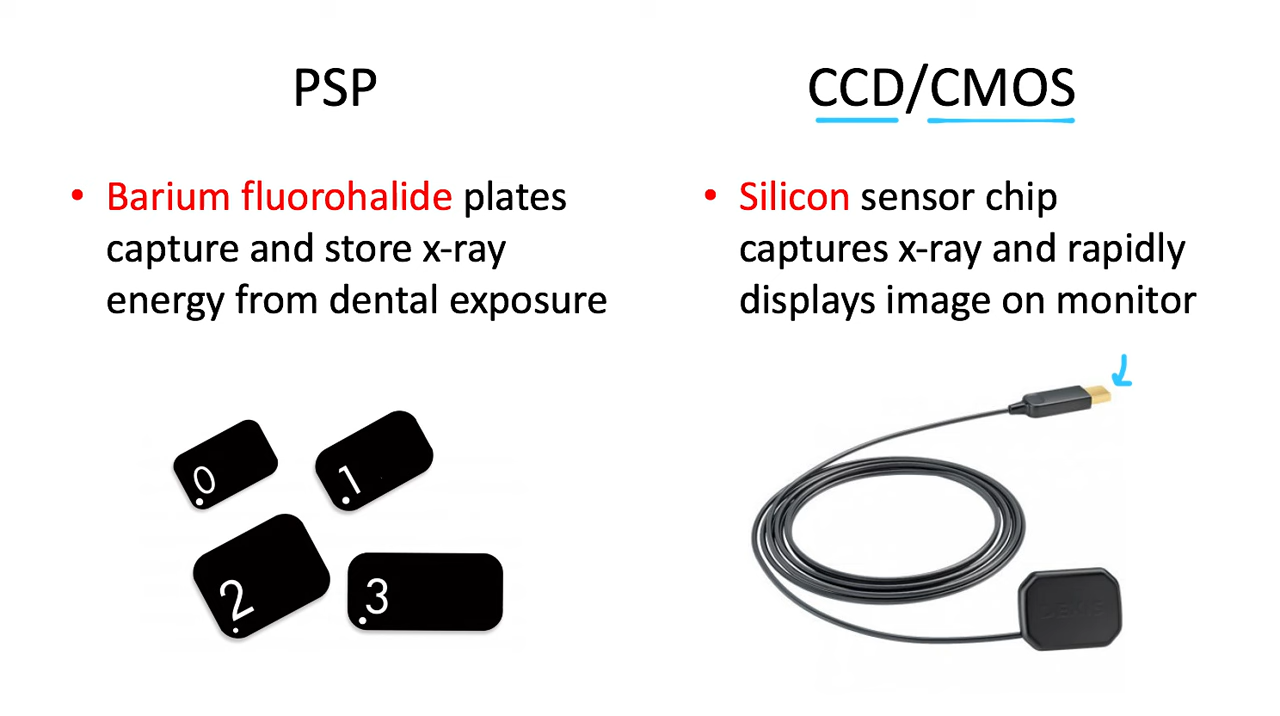 PSP
• Barium fluorohalide plates
capture and store x-ray
energy from dental exposure
0
1
2
3
CCD/CMOS
• Silicon sensor chip
captures x-ray and rapidly
displays image on monitor